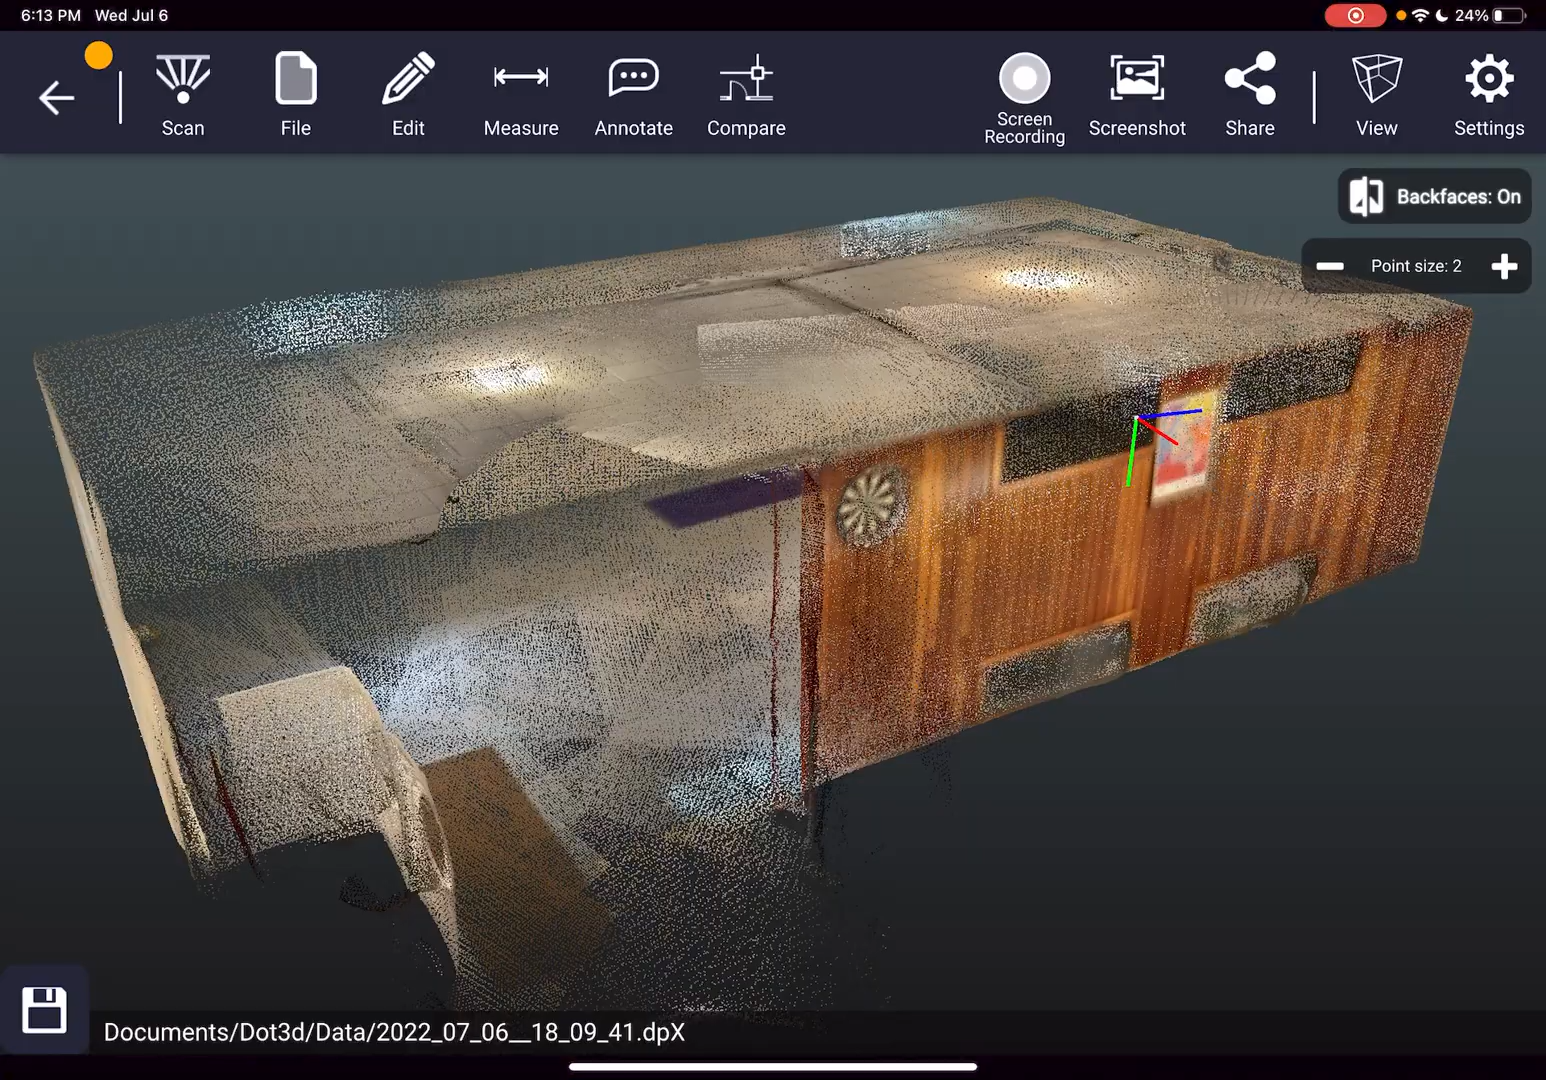 6:13 PM Wed Jul 6
24%
Scan
File
Edit
Measure
Annotate
Compare
Screen
Recording
Screenshot
Share
View
Settings
Backfaces: On
Point size: 2
Documents/Dot3d/Data/2022_07_06__18_09_41.dpX